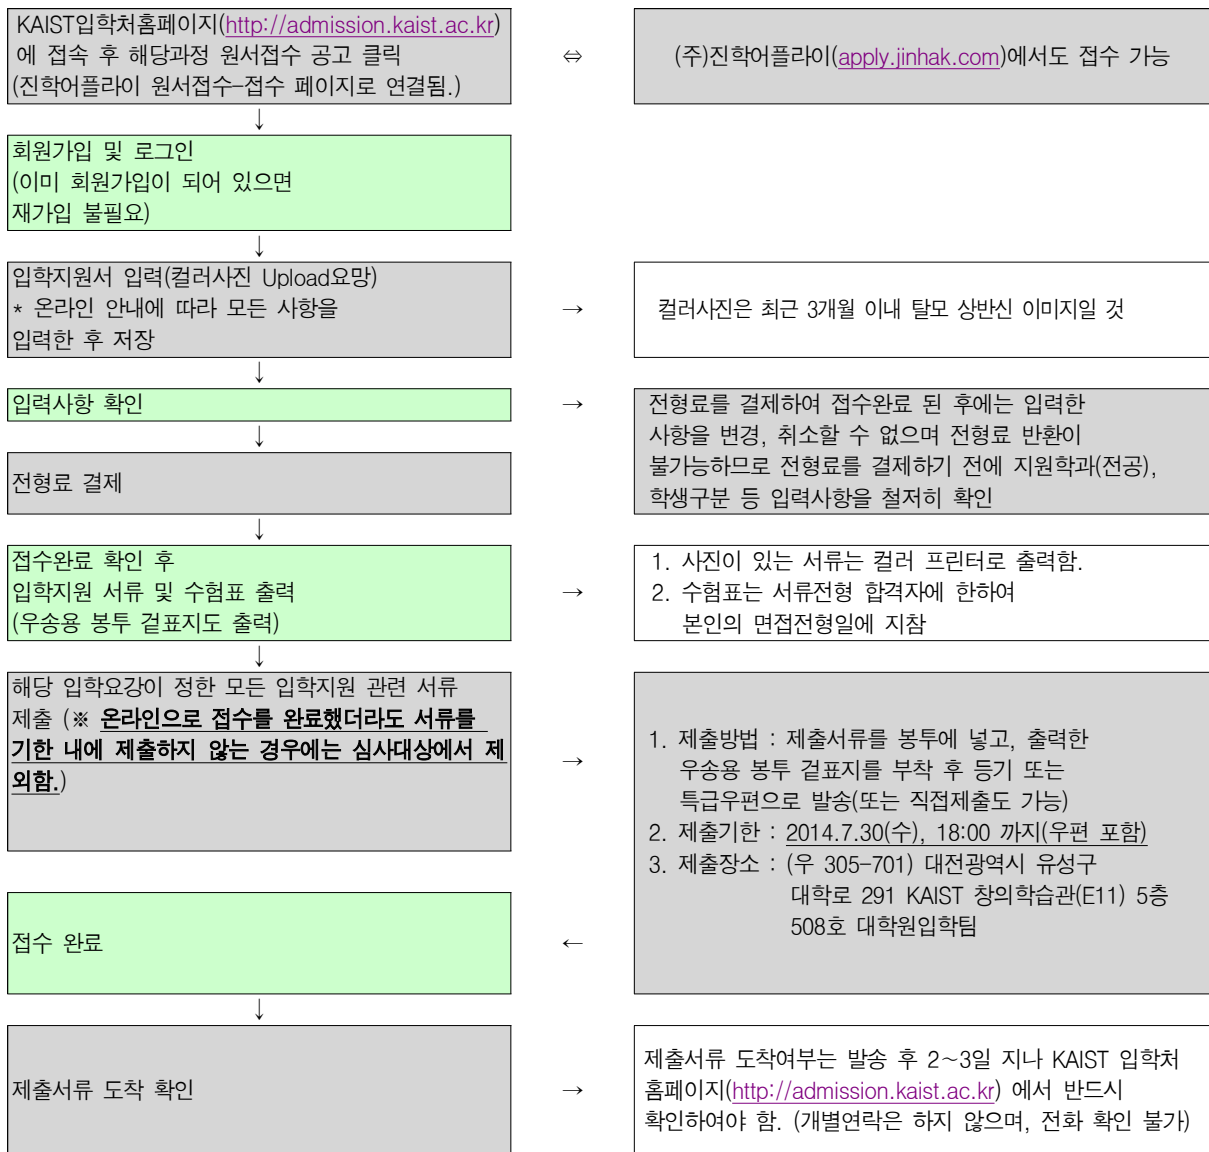 KAIST입학처홈페이지(http://admission.kaist.ac.kr)
에 접속 후 해당과정 원서접수 공고 클릭
(진학어플라이 원서접수-접수 페이지로 연결됨.)
⇔
(주)진학어플라이(apply.jinhak.com)에서도 접수 가능
↓
회원가입 및 로그인
(이미 회원가입이 되어 있으면
재가입 불필요)
↓
입학지원서 입력(컬러사진 Upload요망)
* 온라인 안내에 따라 모든 사항을
입력한 후 저장
→
컬러사진은 최근 3개월 이내 탈모 상반신 이미지일 것
↓
입력사항 확인
→
전형료를 결제하여 접수완료 된 후에는 입력한
사항을 변경, 취소할 수 없으며 전형료 반환이
불가능하므로 전형료를 결제하기 전에 지원학과(전공),
학생구분 등 입력사항을 철저히 확인
↓
전형료 결제
↓
접수완료 확인 후
입학지원 서류 및 수험표 출력
(우송용 봉투 겉표지도 출력)
→
1. 사진이 있는 서류는 컬러 프린터로 출력함.
2. 수험표는 서류전형 합격자에 한하여
본인의 면접전형일에 지참
↓
해당 입학요강이 정한 모든 입학지원 관련 서류
제출 (※ 온라인으로 접수를 완료했더라도 서류를
기한 내에 제출하지 않는 경우에는 심사대상에서 제
외함.)
→
1. 제출방법 : 제출서류를 봉투에 넣고, 출력한
우송용 봉투 겉표지를 부착 후 등기 또는
특급우편으로 발송(또는 직접제출도 가능)
2. 제출기한 : 2014.7.30(수), 18:00 까지(우편 포함)
3. 제출장소 : (우 305-701) 대전광역시 유성구
대학로 291 KAIST 창의학습관(E11) 5층
508호 대학원입학팀
접수 완료
←
↓
제출서류 도착 확인
→
제출서류 도착여부는 발송 후 2~3일 지나 KAIST 입학처
홈페이지(http://admission.kaist.ac.kr) 에서 반드시
확인하여야 함. (개별연락은 하지 않으며, 전화 확인 불가)